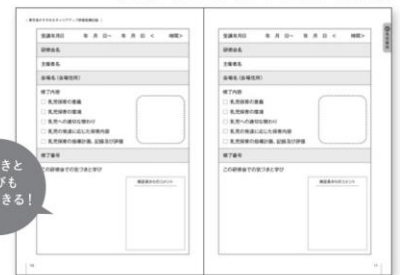 受講年月日　年 月 日～ 年 月 日 <　時間>
研修会名
主催者名
会場名(会場住所)
修了内容
□ 乳児保育の意義
□ 乳児保育の環境
□ 乳児への適切な関わり
□ 乳児の発達に応じた保育内容
□ 乳児保育の指導計画、記録及び評価
修了番号
この研修会での気づきと学び
受講年月日　年 月 日～ 年 月 日 <　時間>
研修会名
主催者名
会場名(会場住所)
修了内容
□ 乳児保育の意義
□ 乳児保育の環境
□ 乳児への適切な関わり
□ 乳児の発達に応じた保育内容
□ 乳児保育の指導計画、記録及び評価
修了番号
この研修会での気づきと学び
きと
びも
きる!